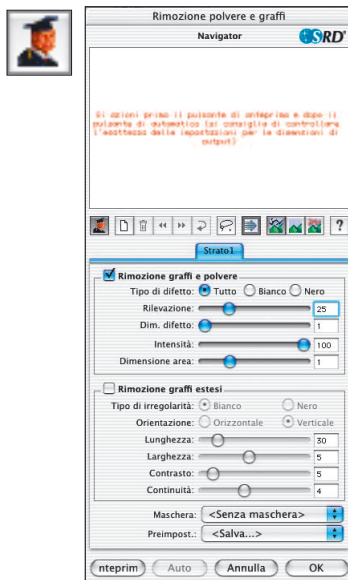 Rimozione polvere e graffi
Navigator SRD
Si azioni prima il pulsante di anteprima e dopo il
pulsante di automatico (si consiglia di controllare
l'esattezza delle impostazioni per le dimensioni di
output)
?
Strato1
Rimozione graffi e polvere
Tipo di difetto: Tutto Bianco Nero
Rilevazione: 25
Dim. difetto: 1
Intensità: 100
Dimensione area: 1
Rimozione graffi estesi
Tipo di irregolarità: Bianco Nero
Orientazione: Orizzontale Verticale
Lunghezza: 30
Larghezza: 5
Contrasto: 5
Continuità: 4
Maschera: <Senza maschera>
Preimpost.: <Salva...>
nteprim Auto Annulla OK